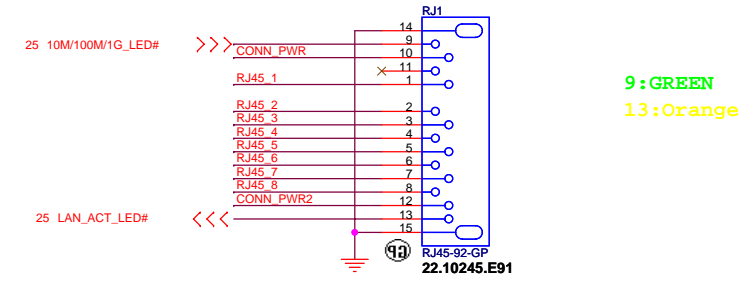 RJ1
14
25 10M/100M/1G_LED# 9
CONN_PWR 10
11
RJ45_1 1
RJ45_2 2
RJ45_3 3
RJ45_4 4
RJ45_5 5
RJ45_6 6
RJ45_7 7
RJ45_8 8
CONN_PWR2 12
25 LAN_ACT_LED# 13
15
GP
RJ45-92-GP
22.10245.E91
9:GREEN
13:Orange